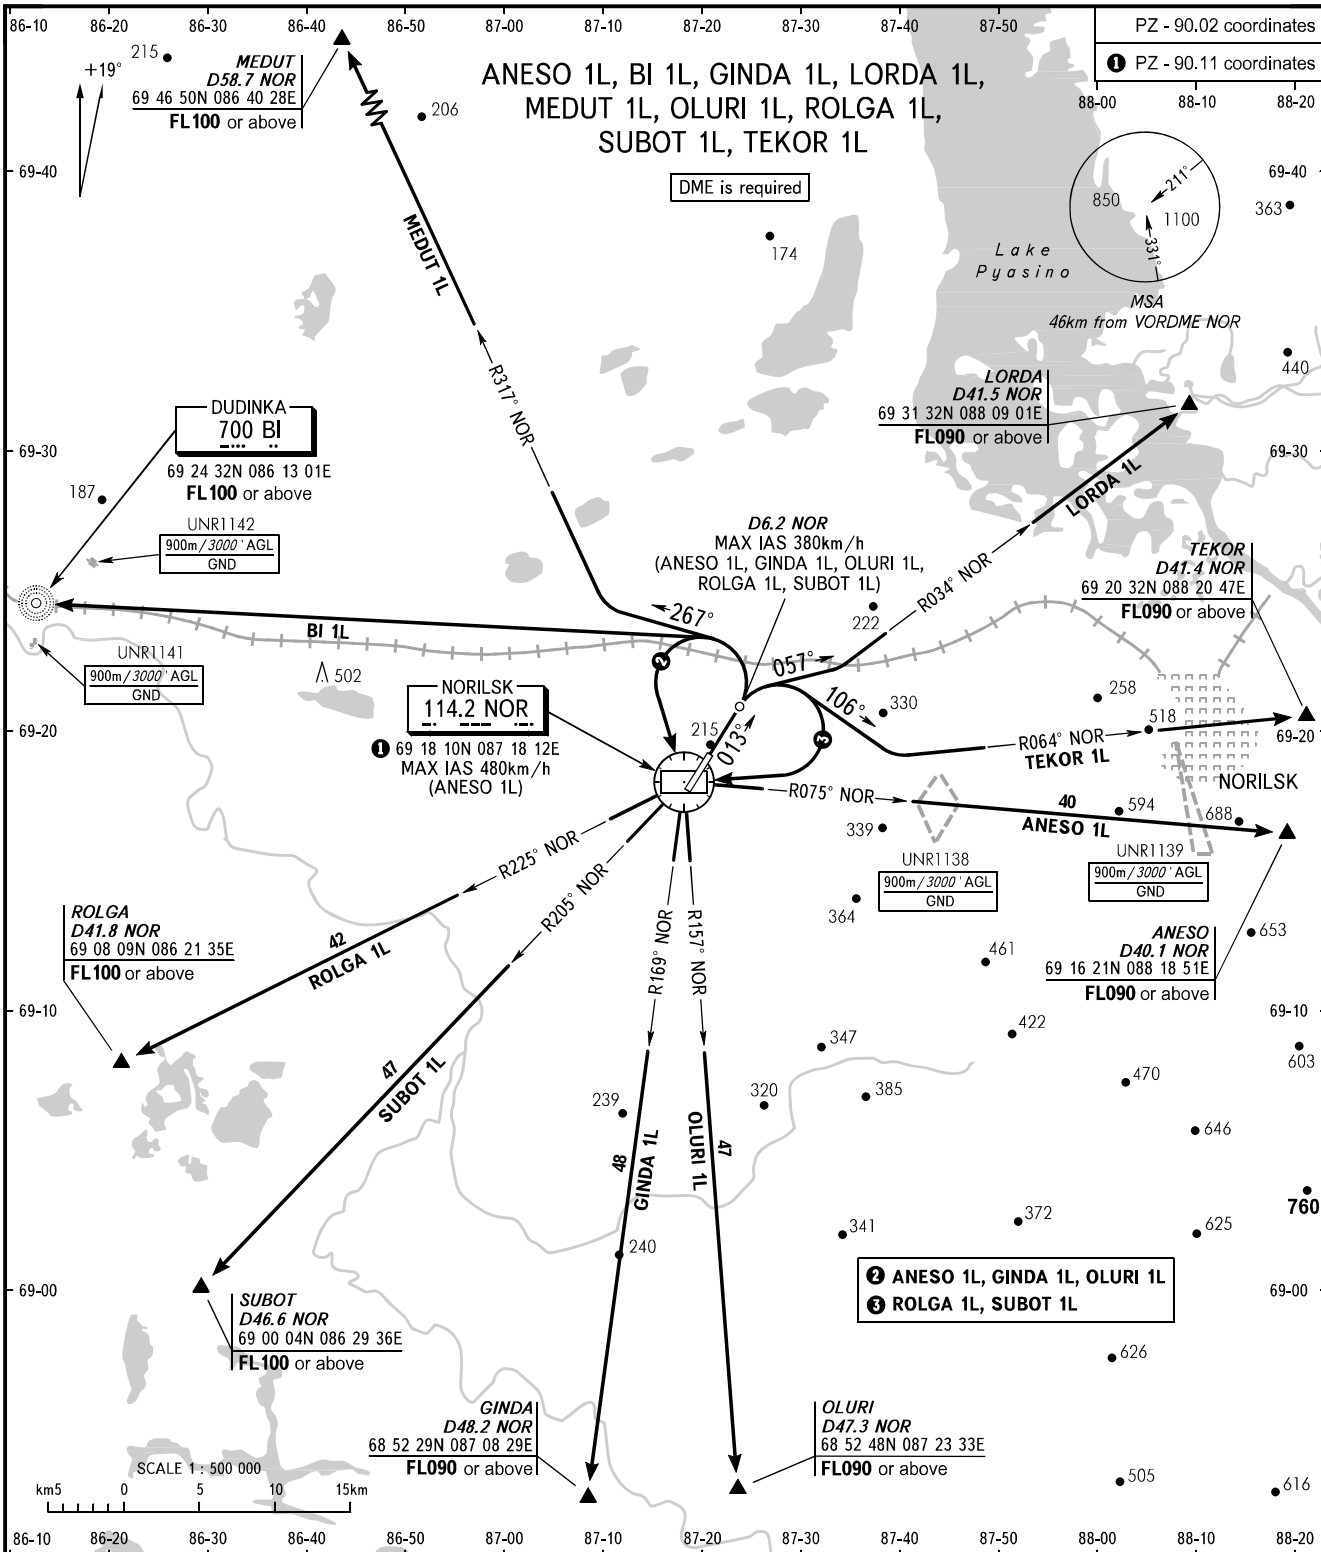 86-10 86-20 86-30 86-40 86-50 87-00 87-10 87-20 87-30 87-40 87-50
PZ - 90.02 coordinates
❶ PZ - 90.11 coordinates
88-00 88-10 88-20
+19°
215
MEDUT
D58.7 NOR
69 46 50N 086 40 28E
FL100 or above
206
ANESO 1L, BI 1L, GINDA 1L, LORDA 1L,
MEDUT 1L, OLURI 1L, ROLGA 1L,
SUBOT 1L, TEKOR 1L
DME is required
69-40
69-40
211°
850
1100
331°
363
MSA
46km from VORDME NOR
Lake
Pyasino
174
MEDUT 1L
R317° NOR
440
LORDA
D41.5 NOR
69 31 32N 088 09 01E
FL090 or above
DUDINKA
700 BI
69 24 32N 086 13 01E
FL100 or above
69-30
69-30
187
UNR1142
900m/3000' AGL
GND
LORDA 1L
R034° NOR
D6.2 NOR
MAX IAS 380km/h
(ANESO 1L, GINDA 1L, OLURI 1L,
ROLGA 1L, SUBOT 1L)
TEKOR
D41.4 NOR
69 20 32N 088 20 47E
FL090 or above
222
267°
BI 1L
057°
❷
UNR1141
900m/3000' AGL
GND
502
NORILSK
114.2 NOR
❶ 69 18 10N 087 18 12E
MAX IAS 480km/h
(ANESO 1L)
215
013°
106°
❸
330
258
518
69-20
69-20
R064° NOR
TEKOR 1L
NORILSK
R075° NOR
40
ANESO 1L
594
688
339
UNR1138
900m/3000' AGL
GND
UNR1139
900m/3000' AGL
GND
R225° NOR
R205° NOR
R169° NOR
R157° NOR
364
ROLGA
D41.8 NOR
69 08 09N 086 21 35E
FL100 or above
42
ROLGA 1L
461
ANESO
D40.1 NOR
69 16 21N 088 18 51E
FL090 or above
653
69-10
69-10
47
SUBOT 1L
347
422
603
470
239
320
385
646
48
GINDA 1L
47
OLURI 1L
760
240
341
372
625
❷ ANESO 1L, GINDA 1L, OLURI 1L
❸ ROLGA 1L, SUBOT 1L
69-00
69-00
SUBOT
D46.6 NOR
69 00 04N 086 29 36E
FL100 or above
626
GINDA
D48.2 NOR
68 52 29N 087 08 29E
FL090 or above
OLURI
D47.3 NOR
68 52 48N 087 23 33E
FL090 or above
SCALE 1 : 500 000
km5 0 5 10 15km
505
616
86-10 86-20 86-30 86-40 86-50 87-00 87-10 87-20 87-30 87-40 87-50 88-00 88-10 88-20